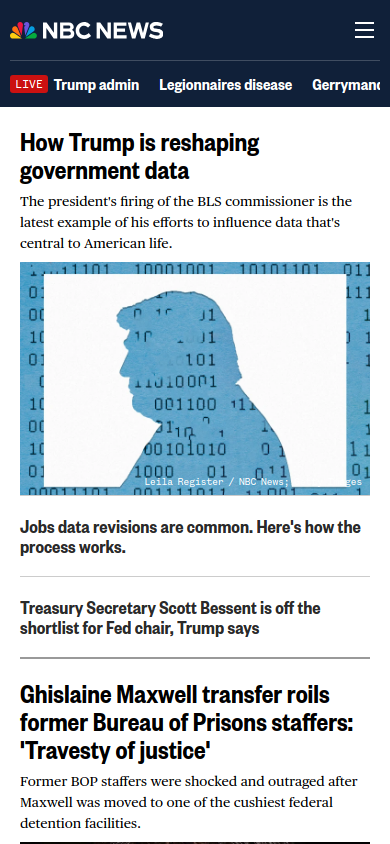 NBC NEWS
LIVE Trump admin Legionnaires disease
How Trump is reshaping
government data
The president's firing of the BLS commissioner is the
latest example of his efforts to influence data that's
central to American life.
Leila Register / NBC News;
Jobs data revisions are common. Here's how the
process works.
Treasury Secretary Scott Bessent is off the
shortlist for Fed chair, Trump says
Ghislaine Maxwell transfer roils
former Bureau of Prisons staffers:
'Travesty of justice'
Former BOP staffers were shocked and outraged after
Maxwell was moved to one of the cushiest federal
detention facilities.